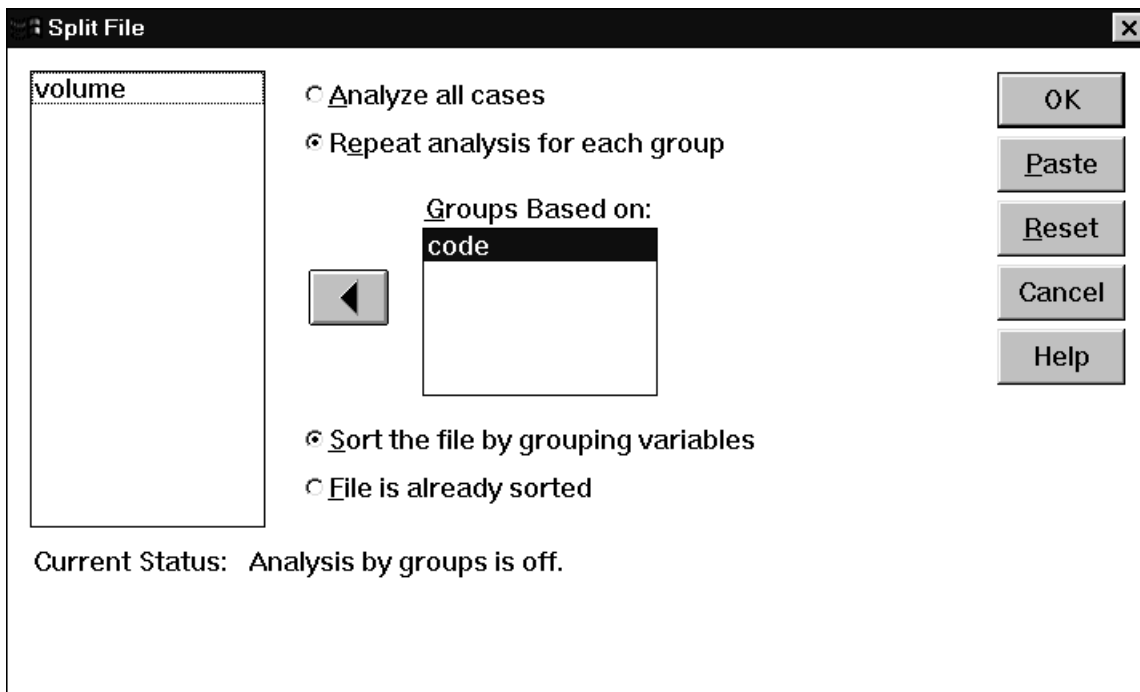 Split File
volume
Analyze all cases
Repeat analysis for each group
Groups Based on:
code
Sort the file by grouping variables
File is already sorted
Current Status: Analysis by groups is off.
OK
Paste
Reset
Cancel
Help